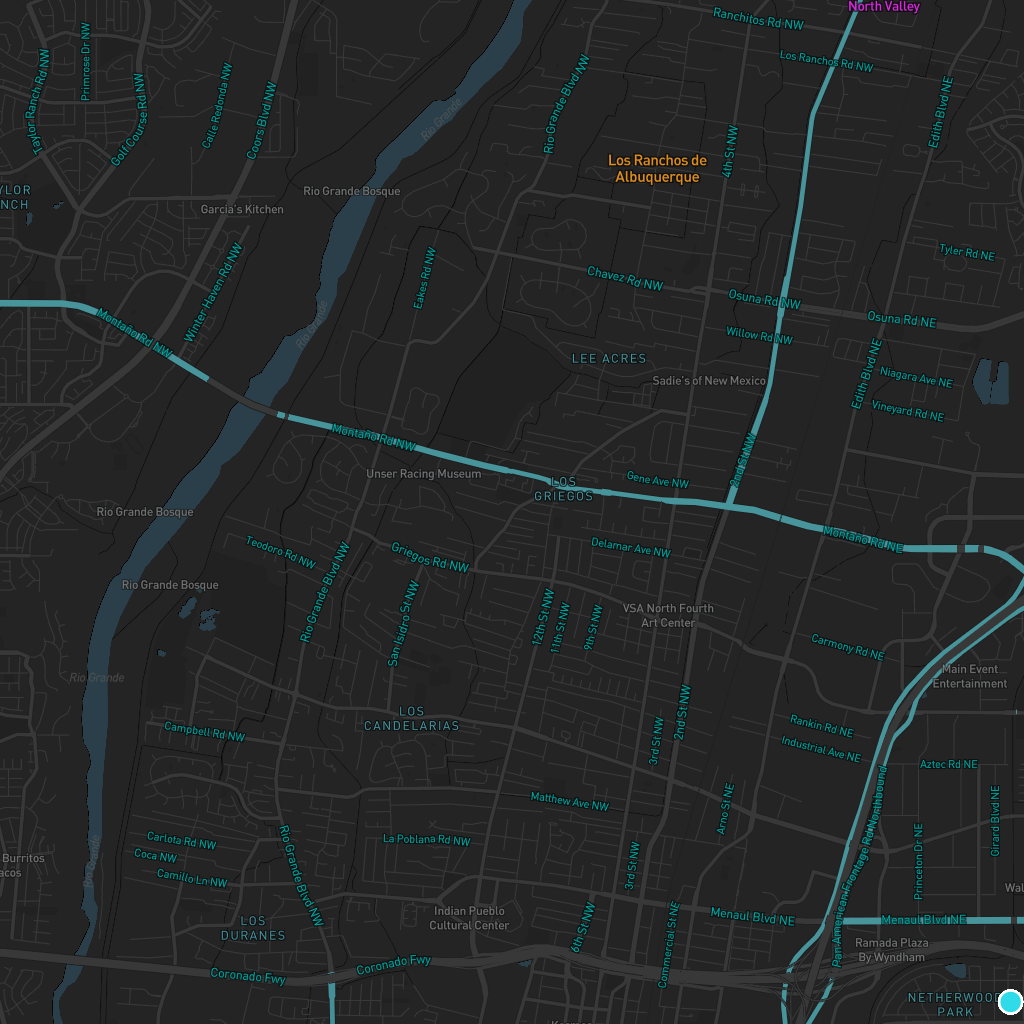 North Valley
Ranchitos Rd NW
Los Ranchos Rd NW
Primrose Dr NW
Taylor Ranch Rd NW
Golf Course Rd NW
Calle Redonda NW
Coors Blvd NW
Rio Grande
Rio Grande Blvd NW
Edith Blvd NE
4th St NW
Los Ranchos de
Albuquerque
Rio Grande Bosque
Garcia's Kitchen
Winter Haven Rd NW
Eakes Rd NW
Tyler Rd NE
Chavez Rd NW
Osuna Rd NW
Osuna Rd NE
Montaño Rd NW
Rio Grande
Willow Rd NW
LEE ACRES
Sadie's of New Mexico
Edith Blvd NE
Niagara Ave NE
Vineyard Rd NE
Montaño Rd NW
Unser Racing Museum
2nd St NW
Gene Ave NW
LOS
GRIEGOS
Rio Grande Bosque
Montaño Rd NE
Teodoro Rd NW
Griegos Rd NW
Delamar Ave NW
Rio Grande Bosque
Rio Grande Blvd NW
San Isidro St NW
12th St NW
11th St NW
9th St NW
VSA North Fourth
Art Center
Carmony Rd NE
Rio Grande
Main Event
Entertainment
LOS
CANDELARIAS
Campbell Rd NW
2nd St NW
3rd St NW
Rankin Rd NE
Industrial Ave NE
Aztec Rd NE
Matthew Ave NW
Arno St NE
Pan American Frontage Rd Northbound
Girard Blvd NE
Princeton Dr NE
Carlota Rd NW
Coca NW
Camillo Ln NW
La Poblana Rd NW
Rio Grande Blvd NW
3rd St NW
Burritos
Rio Grande
LOS
DURANES
Indian Pueblo
Cultural Center
6th St NW
Commercial St NE
Menaul Blvd NE
Menaul Blvd NE
Ramada Plaza
By Wyndham
Coronado Fwy
Coronado Fwy
PARK